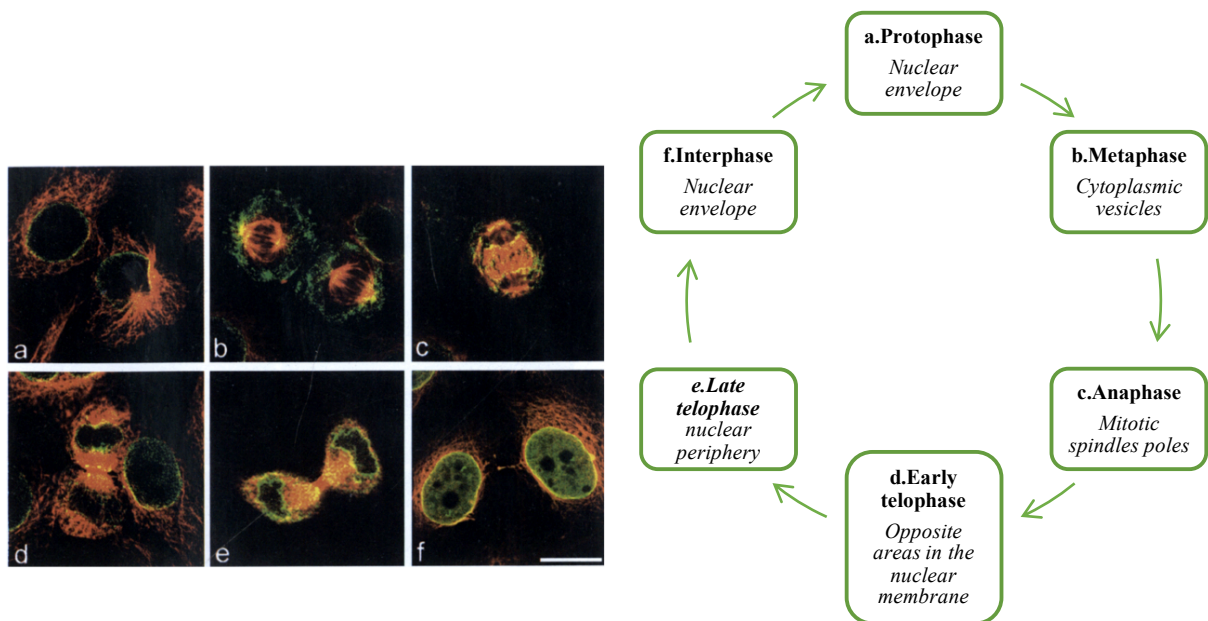 a
b
c
d
e
f
a.Protophase
Nuclear
envelope
b.Metaphase
Cytoplasmic
vesicles
c.Anaphase
Mitotic
spindles poles
d.Early
telophase
Opposite
areas in the
nuclear
membrane
e.Late
telophase
nuclear
periphery
f.Interphase
Nuclear
envelope